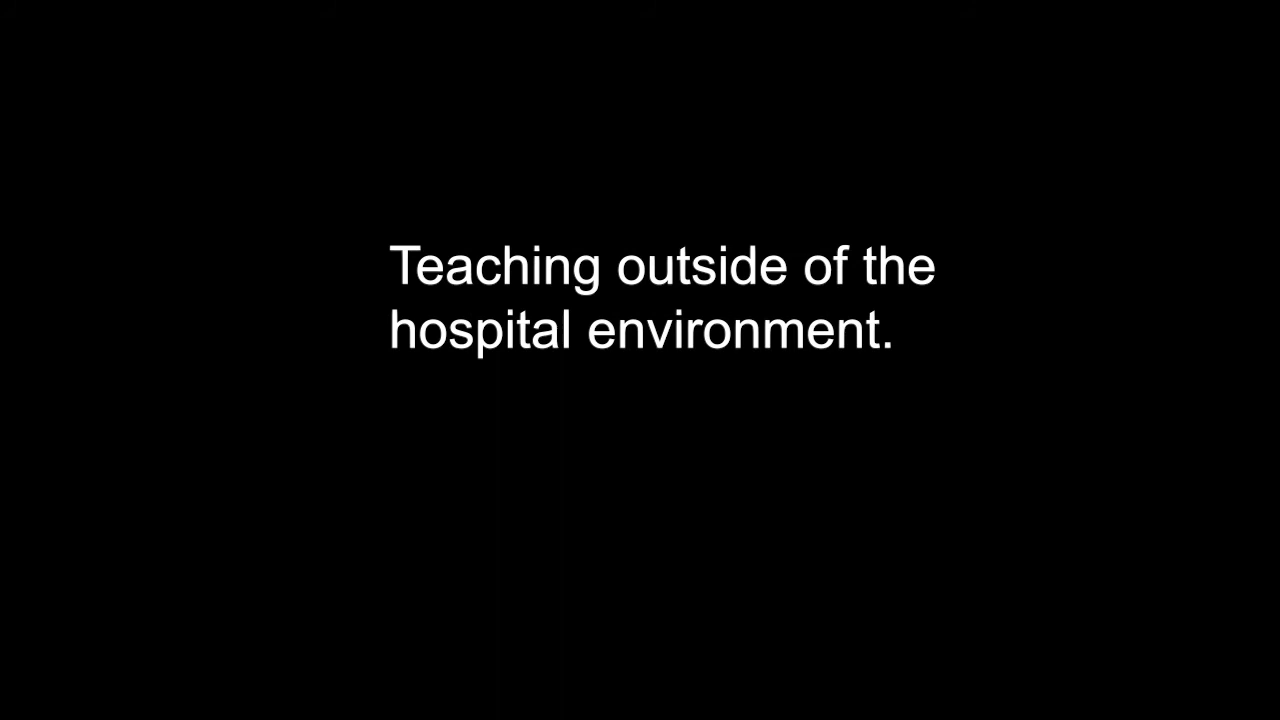 Teaching outside of the
hospital environment.